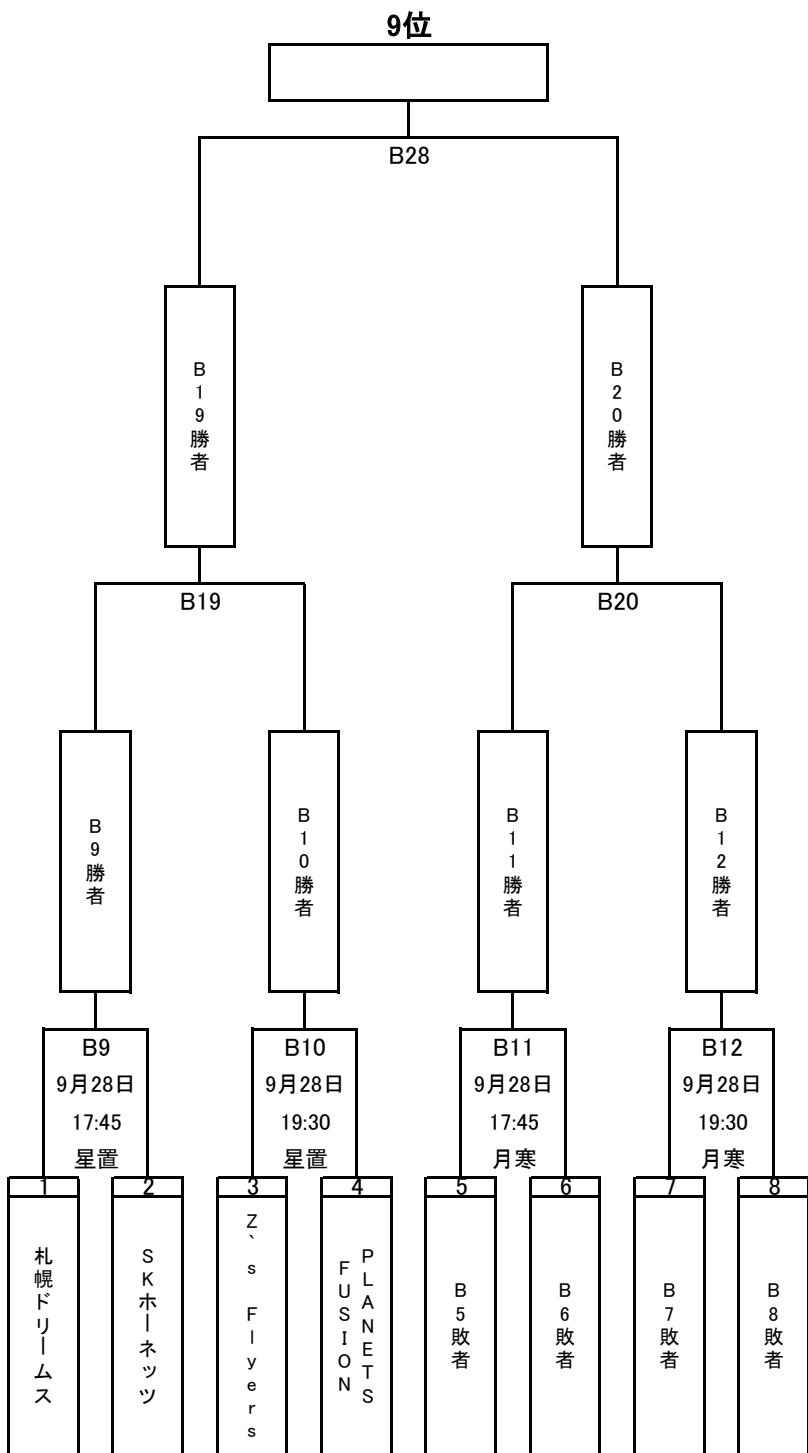 9位
B28
B19勝者
B20勝者
B19
B20
B9勝者
B10勝者
B11勝者
B12勝者
B9
B10
B11
B12
9月28日
9月28日
9月28日
9月28日
17:45
19:30
17:45
19:30
星置
星置
月寒
月寒
1
2
3
4
5
6
7
8
札幌ドリームス
SKホーネッツ
Z`s Flyers
PLANETS
FUSION
B5敗者
B6敗者
B7敗者
B8敗者